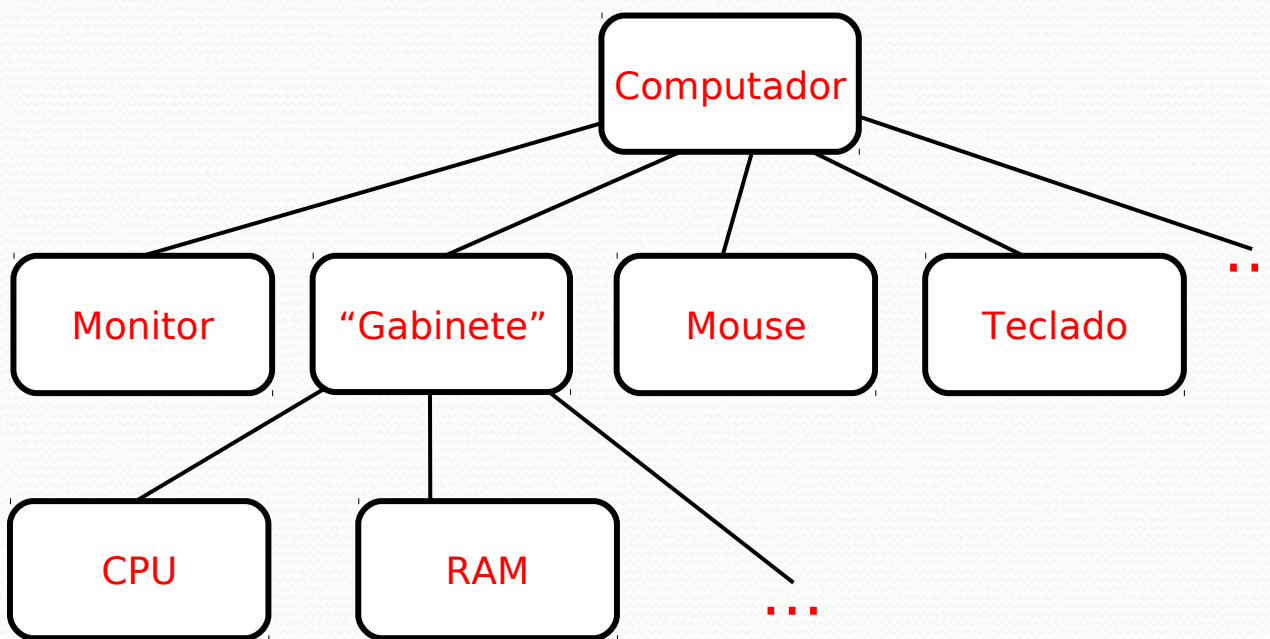 Computador
Monitor
“Gabinete”
Mouse
Teclado
..
CPU
RAM
...